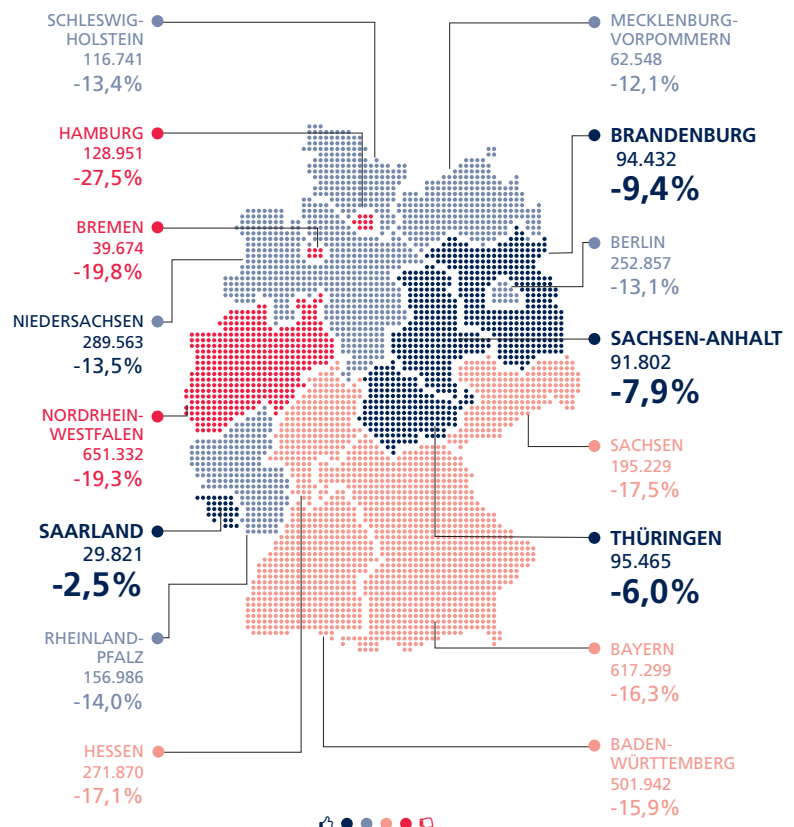 SCHLESWIG-
HOLSTEIN
116.741
-13,4%
HAMBURG
128.951
-27,5%
BREMEN
39.674
-19,8%
NIEDERSACHSEN
289.563
-13,5%
NORDRHEIN-
WESTFALEN
651.332
-19,3%
SAARLAND
29.821
-2,5%
RHEINLAND-
PFALZ
156.986
-14,0%
HESSEN
271.870
-17,1%
MECKLENBURG-
VORPOMMERN
62.548
-12,1%
BRANDENBURG
94.432
-9,4%
BERLIN
252.857
-13,1%
SACHSEN-ANHALT
91.802
-7,9%
SACHSEN
195.229
-17,5%
THÜRINGEN
95.465
-6,0%
BAYERN
617.299
-16,3%
BADEN-
WÜRTTEMBERG
501.942
-15,9%